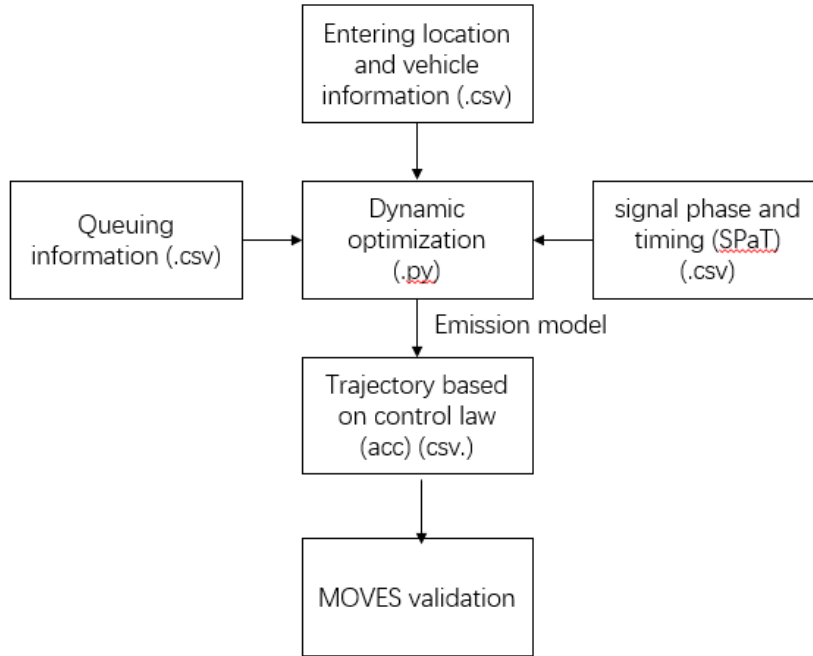 Entering location
and vehicle
information (.csv)
Queuing
information (.csv)
Dynamic
optimization
(.py)
signal phase and
timing (SPaT)
(.csv)
Emission model
Trajectory based
on control law
(acc) (csv.)
MOVES validation